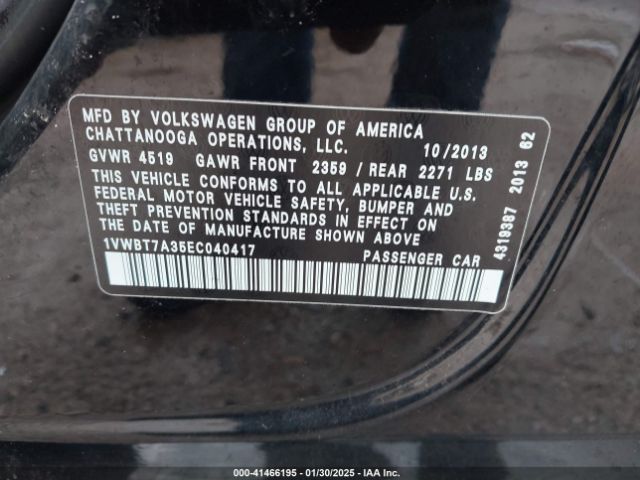 MFD BY VOLKSWAGEN GROUP OF AMERICA
CHATTANOOGA OPERATIONS, LLC. 10/2013
GVWR 4519 GAWR FRONT 2359 / REAR 2271 LBS
THIS VEHICLE CONFORMS TO ALL APPLICABLE U.S.
FEDERAL MOTOR VEHICLE SAFETY, BUMPER AND
THEFT PREVENTION STANDARDS IN EFFECT ON
THE DATE OF MANUFACTURE SHOWN ABOVE
1VWBT7A36EC040417 PASSENGER CAR
4319387 2013 62
000-41466195 - 01/30/2025 - IAA Inc.